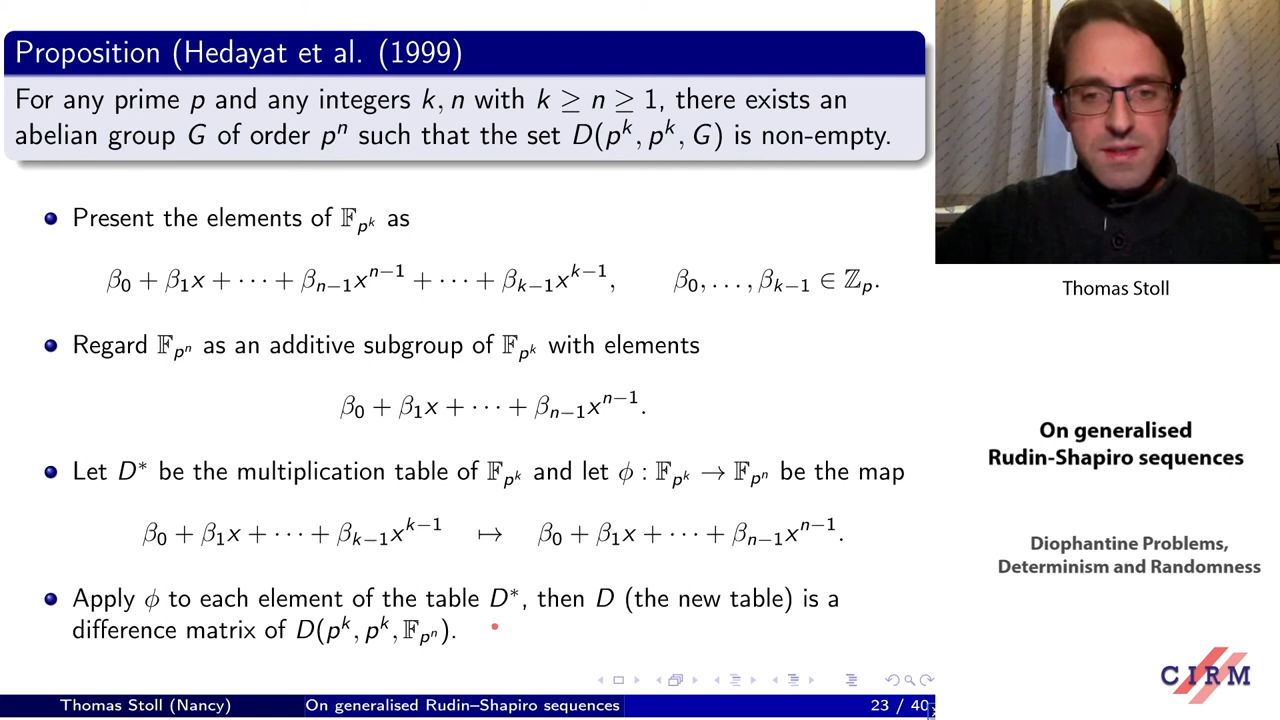 Proposition (Hedayat et al. (1999)
For any prime p and any integers k, n with k ≥ n ≥ 1, there exists an
abelian group G of order pⁿ such that the set D(pᵏ, pᵏ, G) is non-empty.
Present the elements of 𝔽_{p^k} as
β₀ + β₁x + ··· + β_{n−1}x^{n−1} + ··· + β_{k−1}x^{k−1}, β₀, ..., β_{k−1} ∈ ℤ_p.
Regard 𝔽_{p^n} as an additive subgroup of 𝔽_{p^k} with elements
β₀ + β₁x + ··· + β_{n−1}x^{n−1}.
Let D* be the multiplication table of 𝔽_{p^k} and let ϕ : 𝔽_{p^k} → 𝔽_{p^n} be the map
β₀ + β₁x + ··· + β_{k−1}x^{k−1} ↦ β₀ + β₁x + ··· + β_{n−1}x^{n−1}.
Apply ϕ to each element of the table D*, then D (the new table) is a
difference matrix of D(pᵏ, pᵏ, 𝔽_{p^n}).
Thomas Stoll (Nancy) On generalised Rudin–Shapiro sequences 23 / 40
Thomas Stoll
On generalised
Rudin-Shapiro sequences
Diophantine Problems,
Determinism and Randomness
CIRM